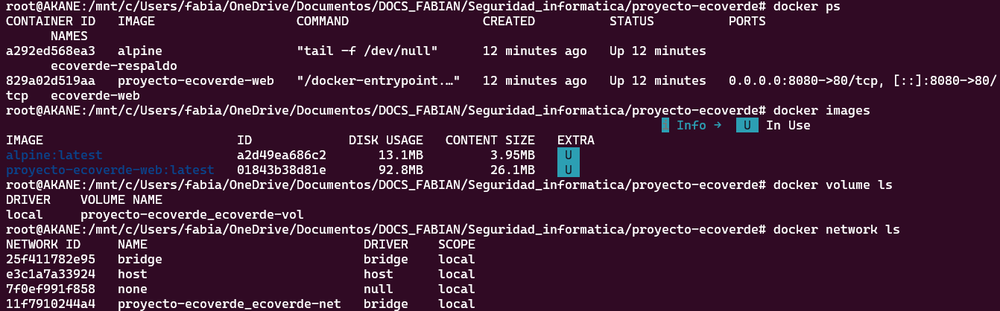 root@AKANE:/mnt/c/Users/fabia/OneDrive/Documentos/DOCS_FABIAN/Seguridad_informatica/proyecto-ecoverde# docker ps
CONTAINER ID   IMAGE                   COMMAND                  CREATED          STATUS          PORTS
      NAMES
a292ed568ea3   alpine                  "tail -f /dev/null"      12 minutes ago   Up 12 minutes
      ecoverde-respaldo
829a02d519aa   proyecto-ecoverde-web   "/docker-entrypoint.…"   12 minutes ago   Up 12 minutes   0.0.0.0:8080->80/tcp, [::]:8080->80/
tcp   ecoverde-web
root@AKANE:/mnt/c/Users/fabia/OneDrive/Documentos/DOCS_FABIAN/Seguridad_informatica/proyecto-ecoverde# docker images
i Info →   U  In Use
IMAGE                          ID             DISK USAGE   CONTENT SIZE   EXTRA
alpine:latest                  a2d49ea686c2       13.1MB         3.95MB    U
proyecto-ecoverde-web:latest   01843b38d81e       92.8MB         26.1MB    U
root@AKANE:/mnt/c/Users/fabia/OneDrive/Documentos/DOCS_FABIAN/Seguridad_informatica/proyecto-ecoverde# docker volume ls
DRIVER    VOLUME NAME
local     proyecto-ecoverde_ecoverde-vol
root@AKANE:/mnt/c/Users/fabia/OneDrive/Documentos/DOCS_FABIAN/Seguridad_informatica/proyecto-ecoverde# docker network ls
NETWORK ID     NAME                             DRIVER    SCOPE
25f411782e95   bridge                           bridge    local
e3c1a7a33924   host                             host      local
7f0ef991f858   none                             null      local
11f7910244a4   proyecto-ecoverde_ecoverde-net   bridge    local